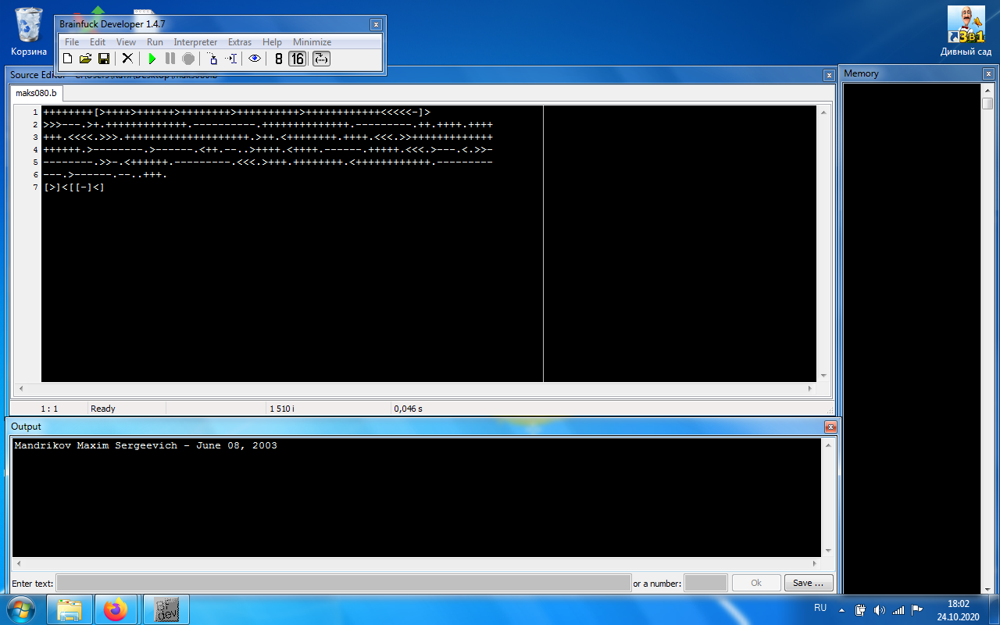 Корзина
Brainfuck Developer 1.4.7
File Edit View Run Interpreter Extras Help Minimize
8 16
Дивный сад
3в1
Source Editor
Memory
maks080.b
1 ++++++++[>++++>++++++>++++++++>++++++++++>++++++++++++<<<<<-]>
2 >>>---.>+.+++++++++++++.----------.++++++++++++++.---------.++.++++.++++
3 +++.<<<<.>>>.++++++++++++++++++++.>++.<++++++++.++++.<<<.>>+++++++++++++
4 ++++++.>--------.>------.<++.--..>++++.<++++.------.+++++.<<<.>---.<.>>-
5 --------.>>-.<++++++.---------.<<<.>+++.++++++++.<++++++++++++.---------
6 ---.>------.--..+++.
7 [>]<[[-]<]
1 : 1 Ready 1 510 i 0,046 s
Output
Mandrikov Maxim Sergeevich - June 08, 2003
Enter text: or a number: Ok Save ...
BF dev
RU
18:02
24.10.2020